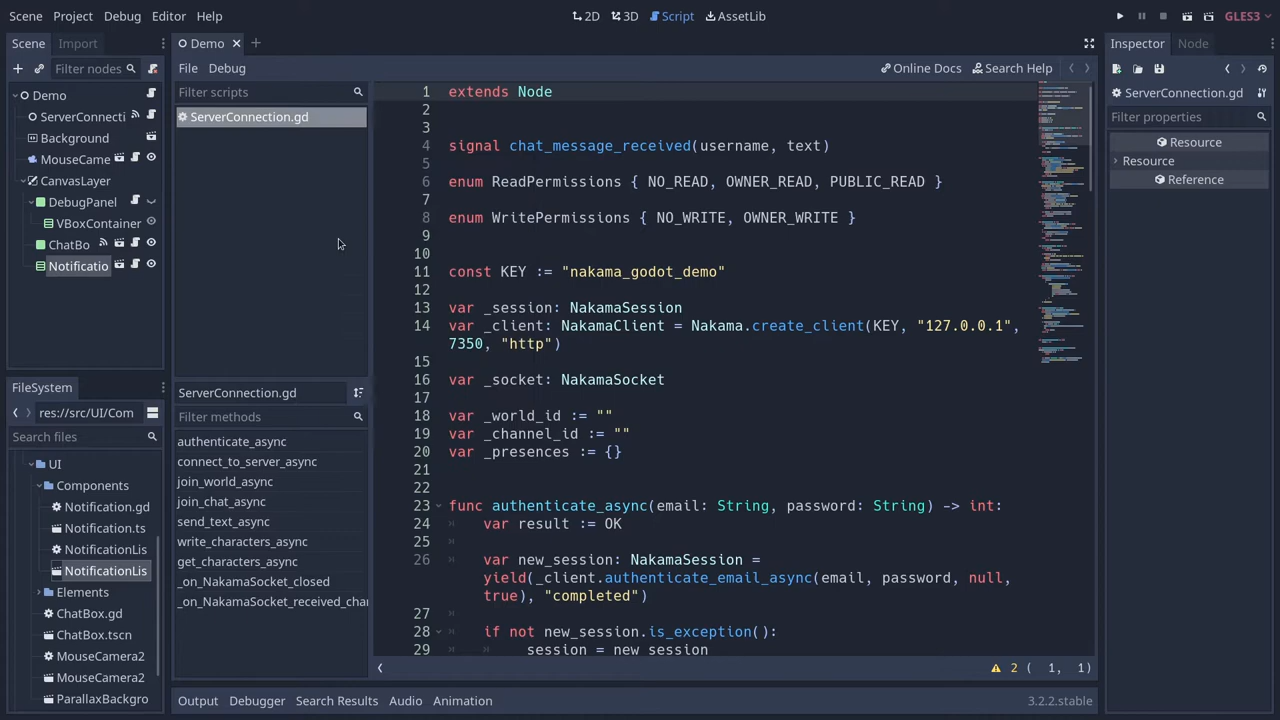 Scene Project Debug Editor Help
2D 3D Script AssetLib
GLES3
Scene Import
Filter nodes
Demo
ServerConnecti
Background
MouseCame
CanvasLayer
DebugPanel
VBoxContainer
ChatBo
Notificatio
FileSystem
res://src/UI/Com
Search files
UI
Components
Notification.gd
Notification.ts
NotificationLis
NotificationLis
Elements
ChatBox.gd
ChatBox.tscn
MouseCamera2
MouseCamera2
ParallaxBackgro
Demo
File Debug
Online Docs Search Help
Filter scripts
ServerConnection.gd
ServerConnection.gd
Filter methods
authenticate_async
connect_to_server_async
join_world_async
join_chat_async
send_text_async
write_characters_async
get_characters_async
_on_NakamaSocket_closed
_on_NakamaSocket_received_cha
1 extends Node
2
3
4 signal chat_message_received(username, text)
5
6 enum ReadPermissions { NO_READ, OWNER_READ, PUBLIC_READ }
7
8 enum WritePermissions { NO_WRITE, OWNER_WRITE }
9
10
11 const KEY := "nakama_godot_demo"
12
13 var _session: NakamaSession
14 var _client: NakamaClient = Nakama.create_client(KEY, "127.0.0.1",
7350, "http")
15
16 var _socket: NakamaSocket
17
18 var _world_id := ""
19 var _channel_id := ""
20 var _presences := {}
21
22
23 func authenticate_async(email: String, password: String) -> int:
24 var result := OK
25
26 var new_session: NakamaSession =
yield(_client.authenticate_email_async(email, password, null,
true), "completed")
27
28 if not new_session.is_exception():
29 session = new session
2 ( 1, 1)
Output Debugger Search Results Audio Animation
3.2.2.stable
Inspector Node
ServerConnection.gd
Filter properties
Resource
Resource
Reference